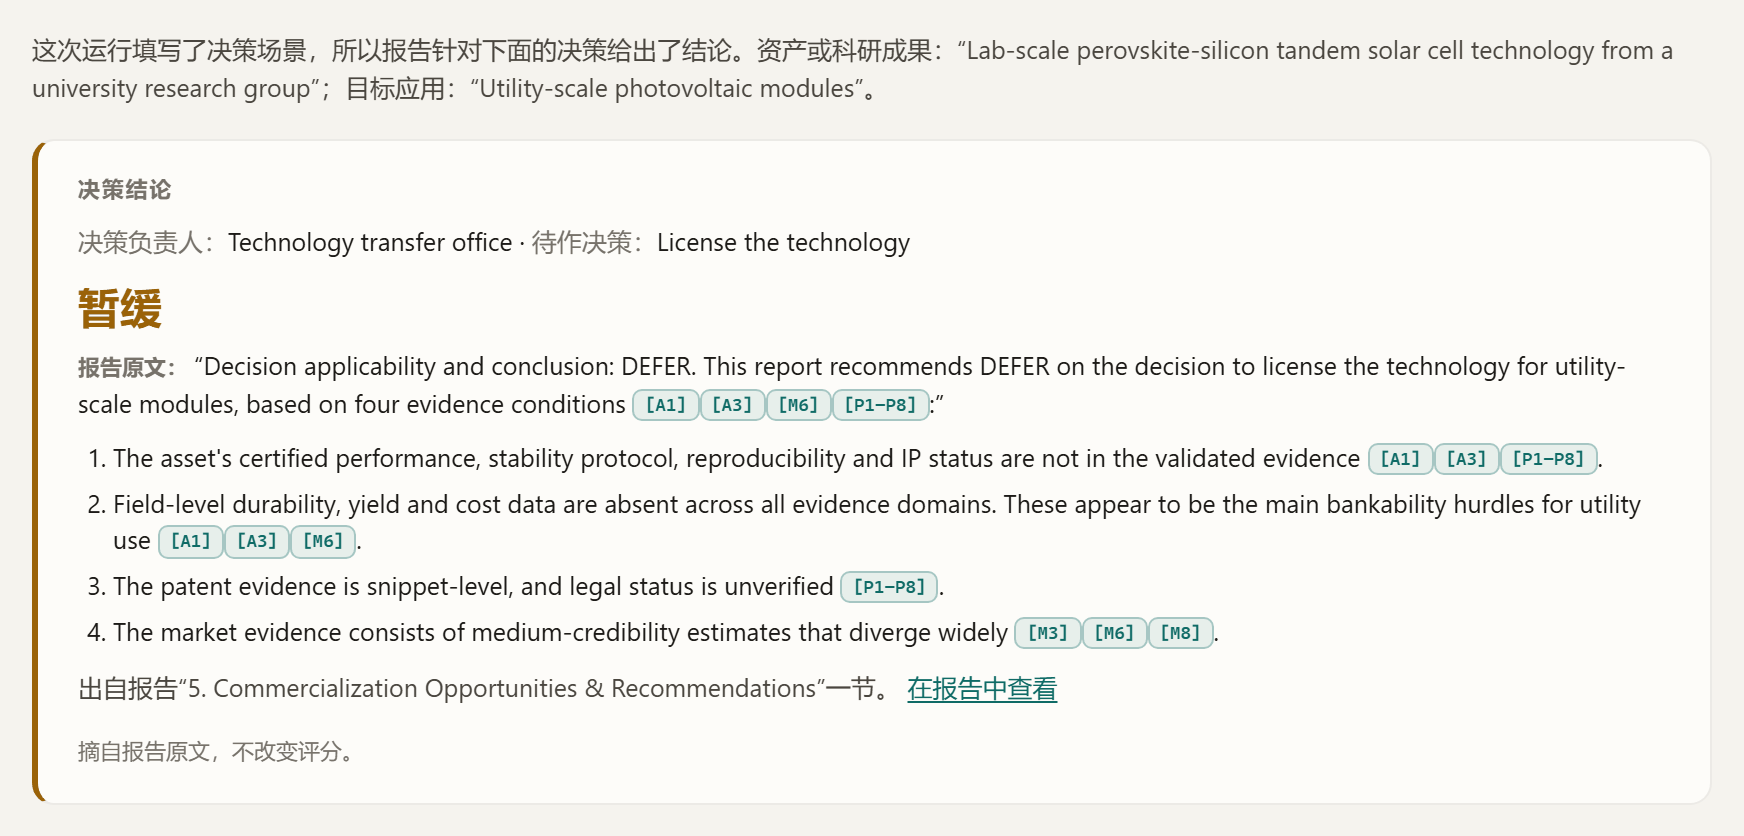 这次运行填写了决策场景，所以报告针对下面的决策给出了结论。资产或科研成果：“Lab-scale perovskite-silicon tandem solar cell technology from a
university research group”；目标应用：“Utility-scale photovoltaic modules”。
决策结论
决策负责人：Technology transfer office · 待作决策：License the technology
暂缓
报告原文： “Decision applicability and conclusion: DEFER. This report recommends DEFER on the decision to license the technology for utility-
scale modules, based on four evidence conditions [A1] [A3] [M6] [P1–P8]:”
1. The asset's certified performance, stability protocol, reproducibility and IP status are not in the validated evidence [A1] [A3] [P1–P8].
2. Field-level durability, yield and cost data are absent across all evidence domains. These appear to be the main bankability hurdles for utility
use [A1] [A3] [M6].
3. The patent evidence is snippet-level, and legal status is unverified [P1–P8].
4. The market evidence consists of medium-credibility estimates that diverge widely [M3] [M6] [M8].
出自报告“5. Commercialization Opportunities & Recommendations”一节。 在报告中查看
摘自报告原文，不改变评分。